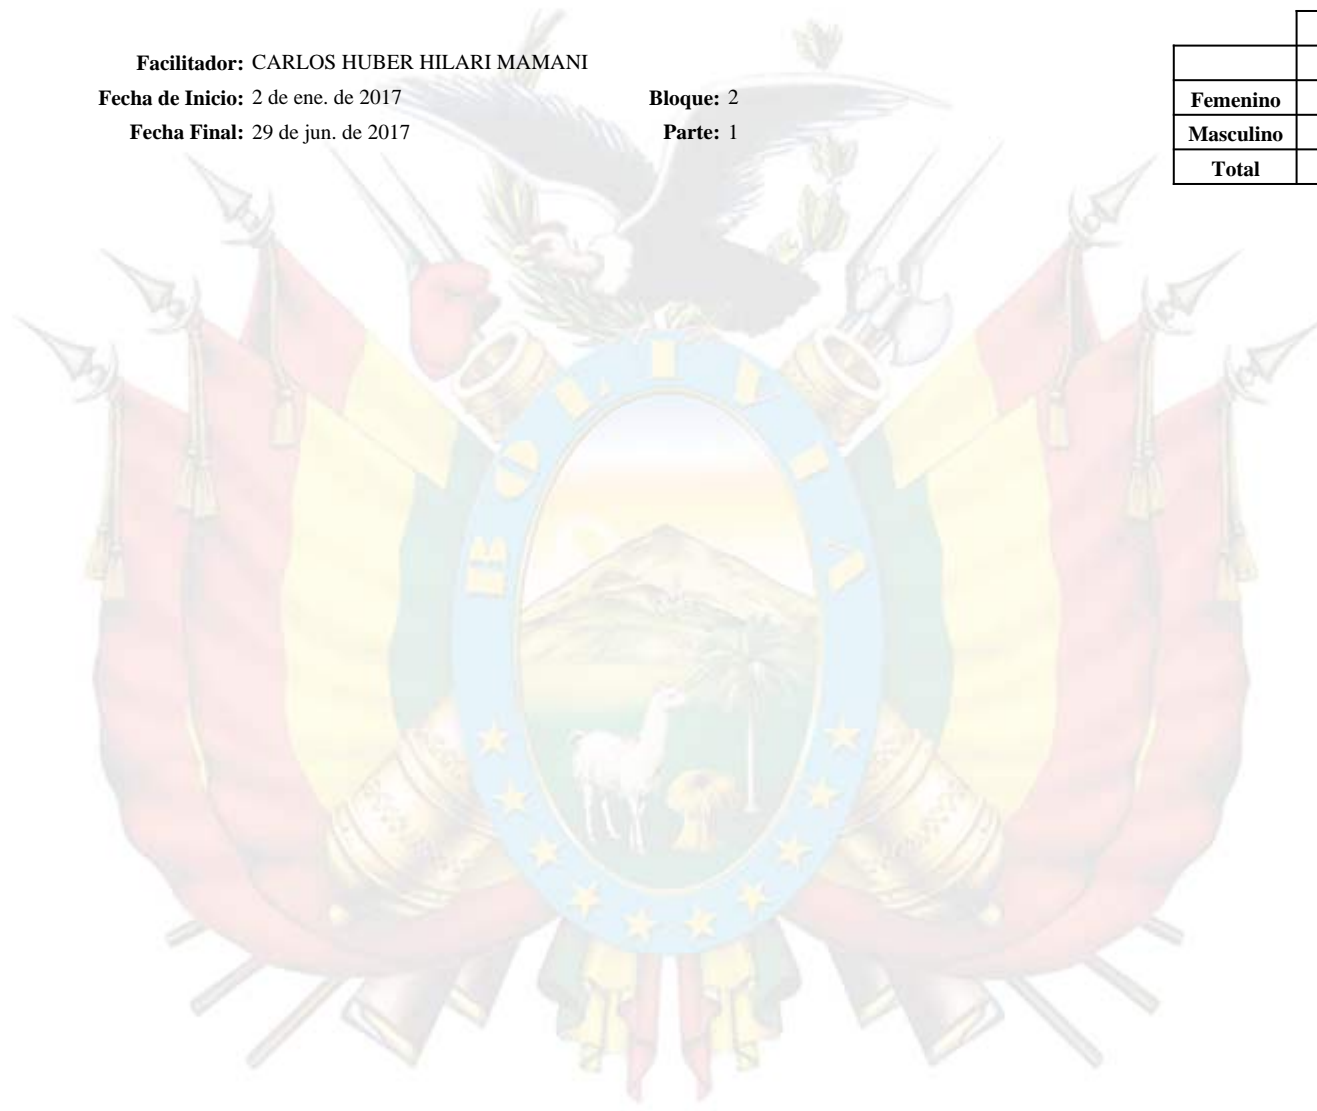 Facilitador: CARLOS HUBER HILARI MAMANI
Fecha de Inicio: 2 de ene. de 2017 Bloque: 2
Fecha Final: 29 de jun. de 2017 Parte: 1
Femenino
Masculino
Total
BOLIVIA